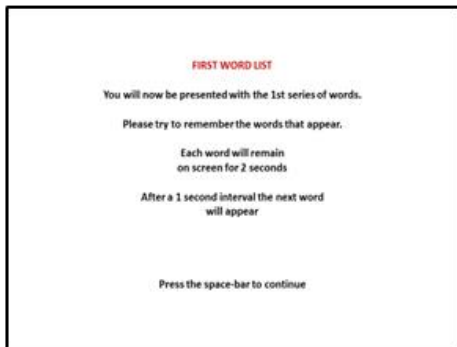 FIRST WORD LIST
You will now be presented with the 1st series of words.
Please try to remember the words that appear.
Each word will remain
on screen for 2 seconds
After a 1 second interval the next word
will appear
Press the space-bar to continue